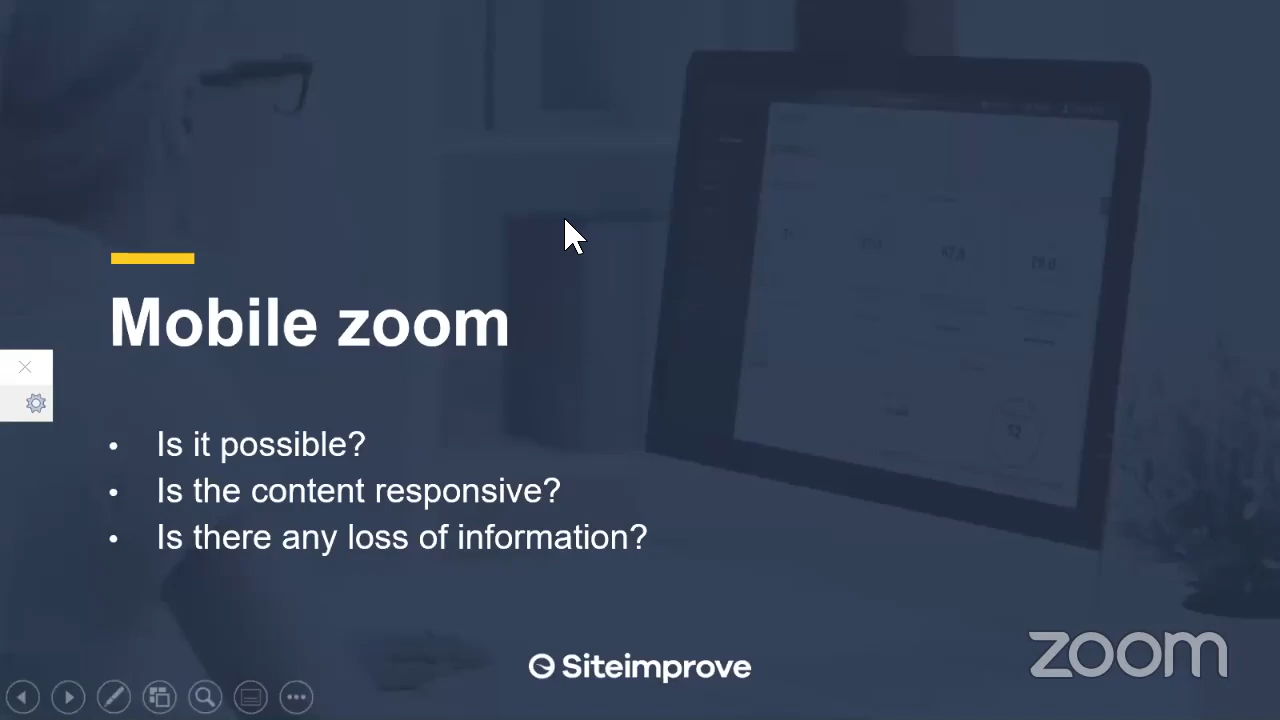 Mobile zoom
• Is it possible?
• Is the content responsive?
• Is there any loss of information?
Siteimprove
zoom